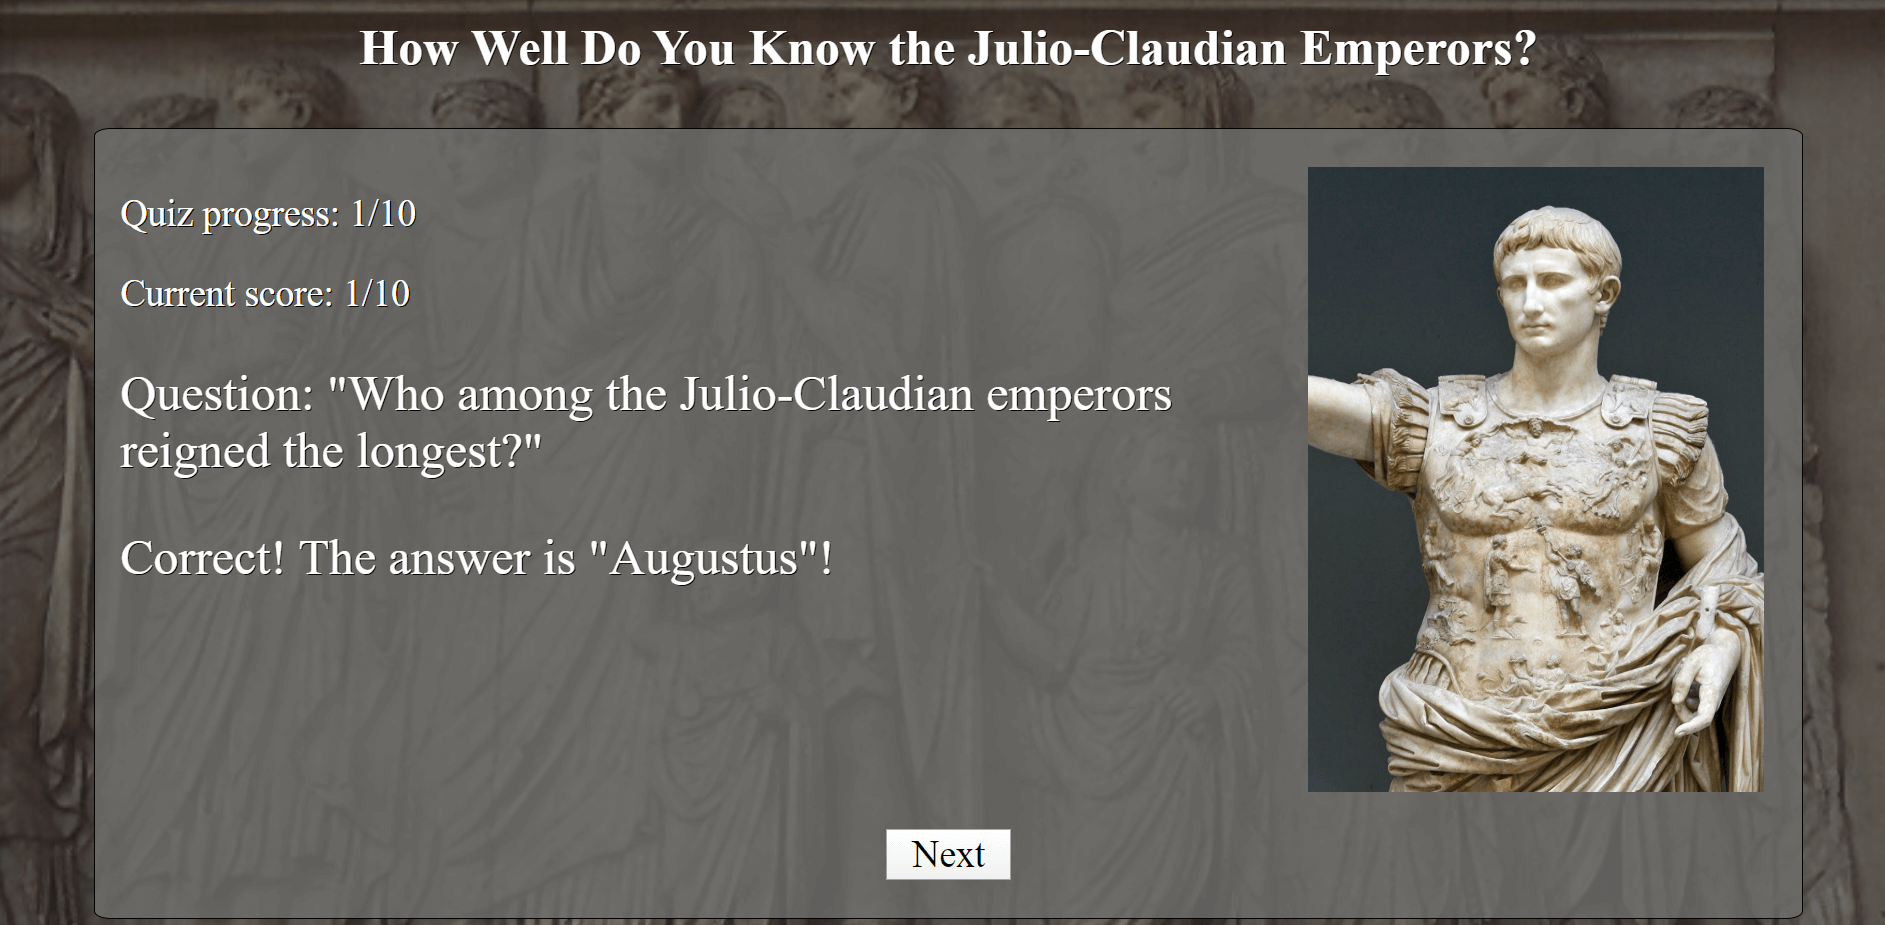 How Well Do You Know the Julio-Claudian Emperors?
Quiz progress: 1/10
Current score: 1/10
Question: "Who among the Julio-Claudian emperors
reigned the longest?"
Correct! The answer is "Augustus"!
Next